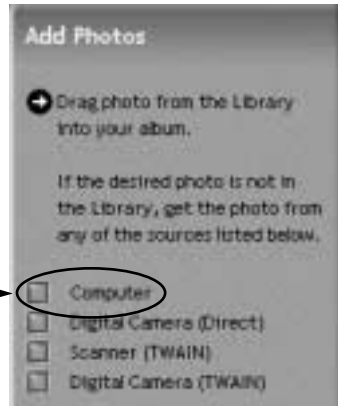 Add Photos
Drag photo from the Library
into your album.
If the desired photo is not in
the Library, get the photo from
any of the sources listed below.
Computer
Digital Camera (Direct)
Scanner (TWAIN)
Digital Camera (TWAIN)